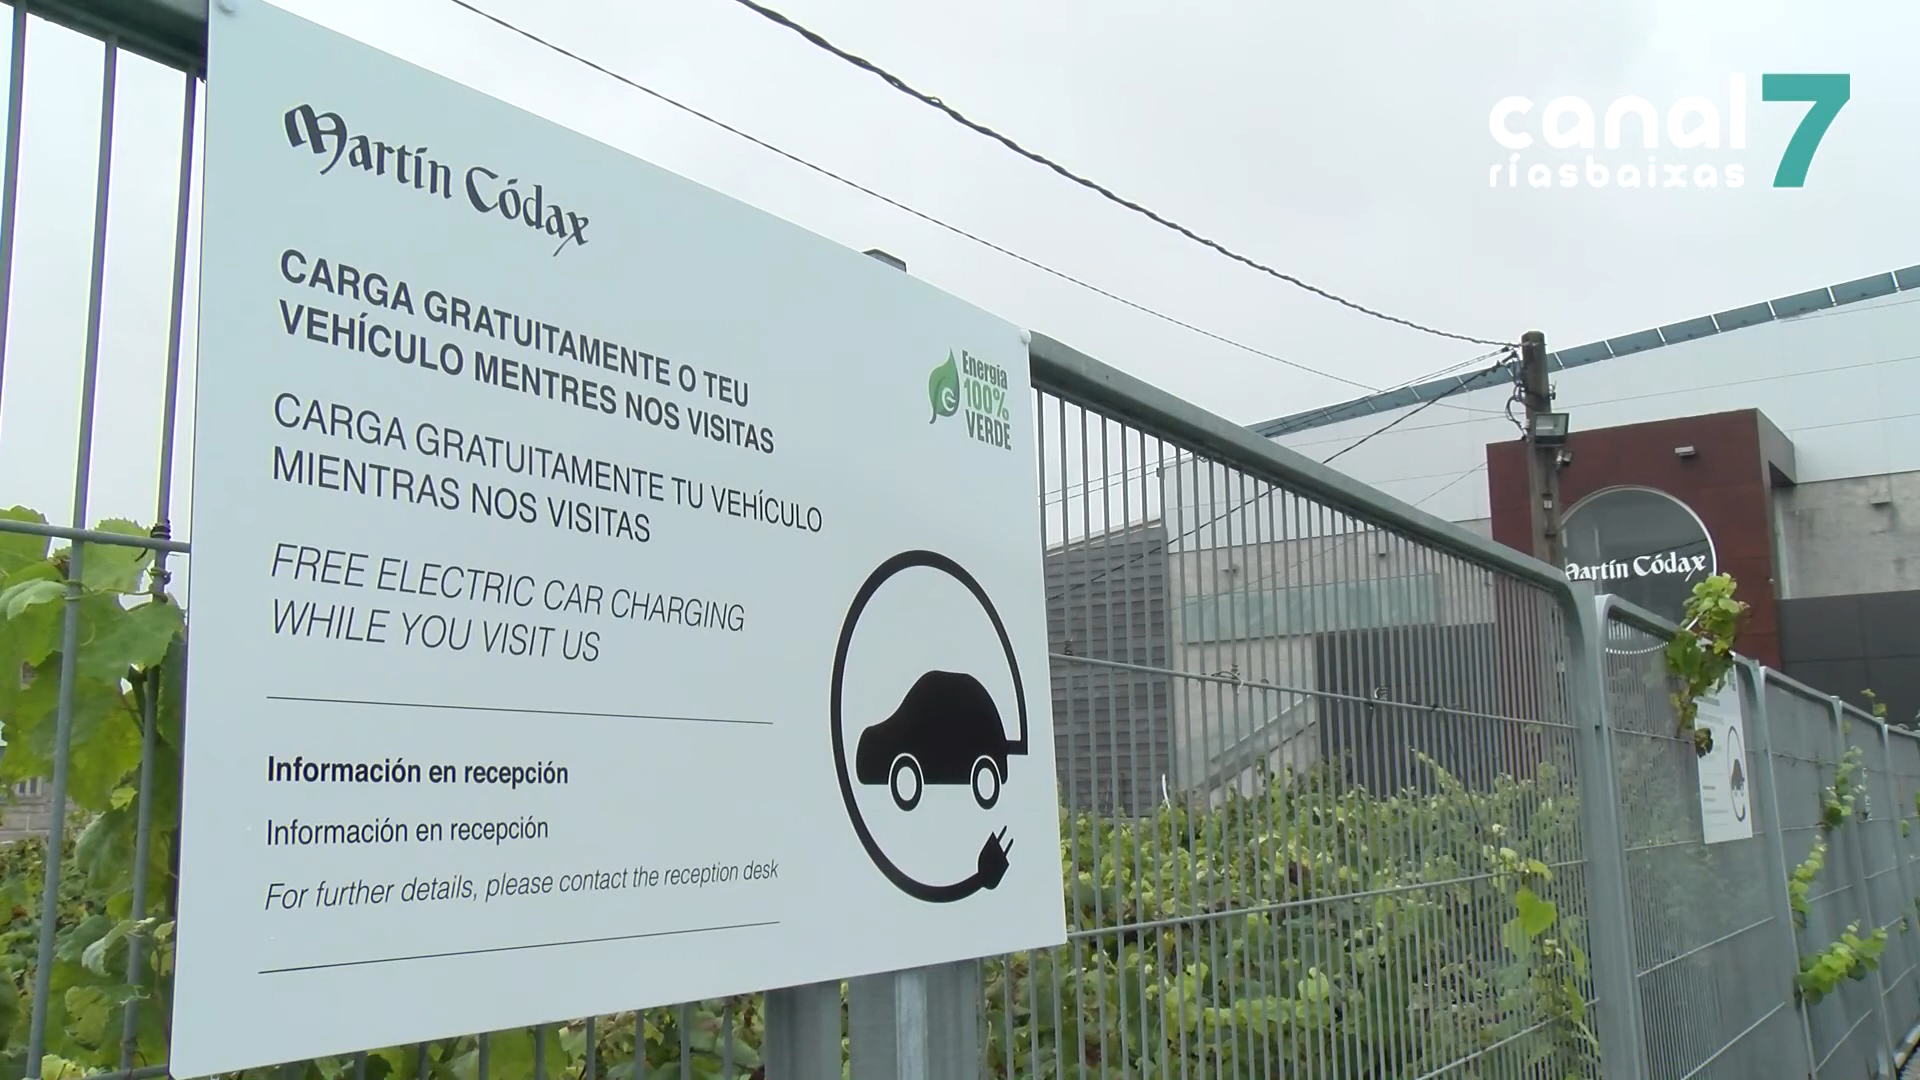 canal 7
ríasbaixas
Martín Códax
CARGA GRATUITAMENTE O TEU
VEHÍCULO MENTRES NOS VISITAS
CARGA GRATUITAMENTE TU VEHÍCULO
MIENTRAS NOS VISITAS
FREE ELECTRIC CAR CHARGING
WHILE YOU VISIT US
Energía
100%
VERDE
Información en recepción
Información en recepción
For further details, please contact the reception desk
Martín Códax